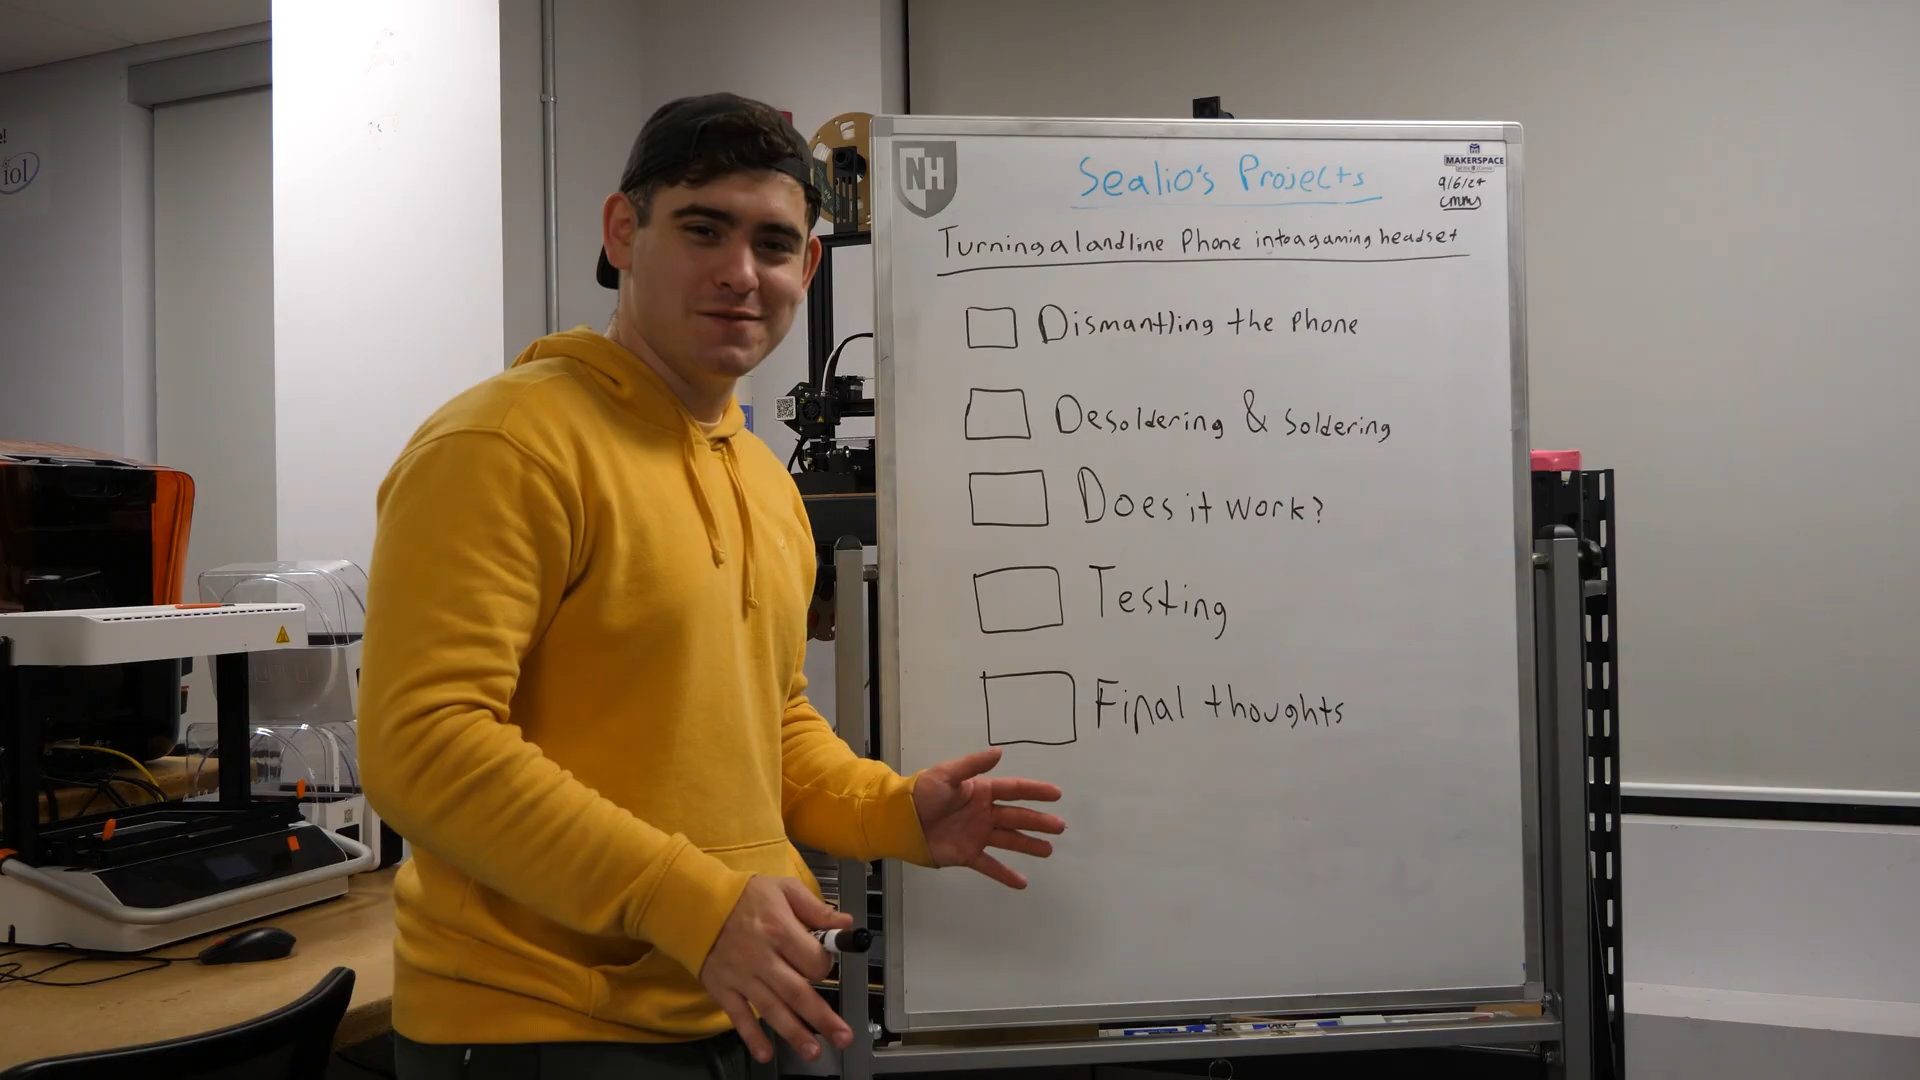 NH
Sealio's Projects
MAKERSPACE
9/6/24
Turning a landline Phone into a gaming headset
Dismantling the phone
Desoldering & soldering
Does it work?
Testing
Final thoughts
iol